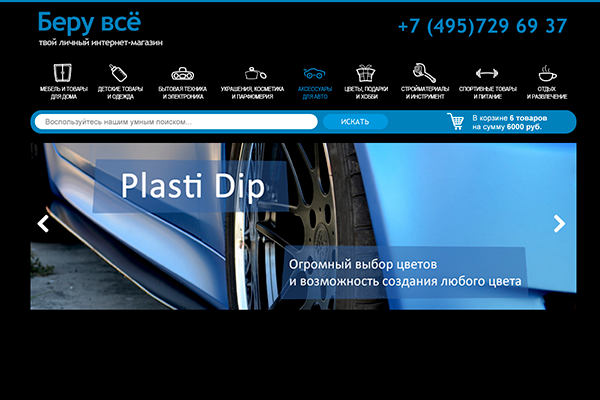 Беру всё
твой личный интернет-магазин
+7 (495)729 69 37
МЕБЕЛЬ И ТОВАРЫ
ДЛЯ ДОМА
ДЕТСКИЕ ТОВАРЫ
И ОДЕЖДА
БЫТОВАЯ ТЕХНИКА
И ЭЛЕКТРОНИКА
УКРАШЕНИЯ, КОСМЕТИКА
И ПАРФЮМЕРИЯ
АКСЕССУАРЫ
ДЛЯ АВТО
ЦВЕТЫ, ПОДАРКИ
И ХОББИ
СТРОЙМАТЕРИАЛЫ
И ИНСТРУМЕНТ
СПОРТИВНЫЕ ТОВАРЫ
И ПИТАНИЕ
ОТДЫХ
И РАЗВЛЕЧЕНИЕ
Воспользуйтесь нашим умным поиском...
ИСКАТЬ
В корзине 6 товаров
на сумму 6000 руб.
Plasti Dip
Огромный выбор цветов
и возможность создания любого цвета